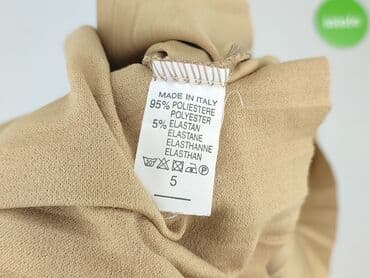 MADE IN ITALY
95% POLIESTERE
POLYESTER
5% ELASTAN
ELASTANE
ELASTHANNE
ELASTHAN
5